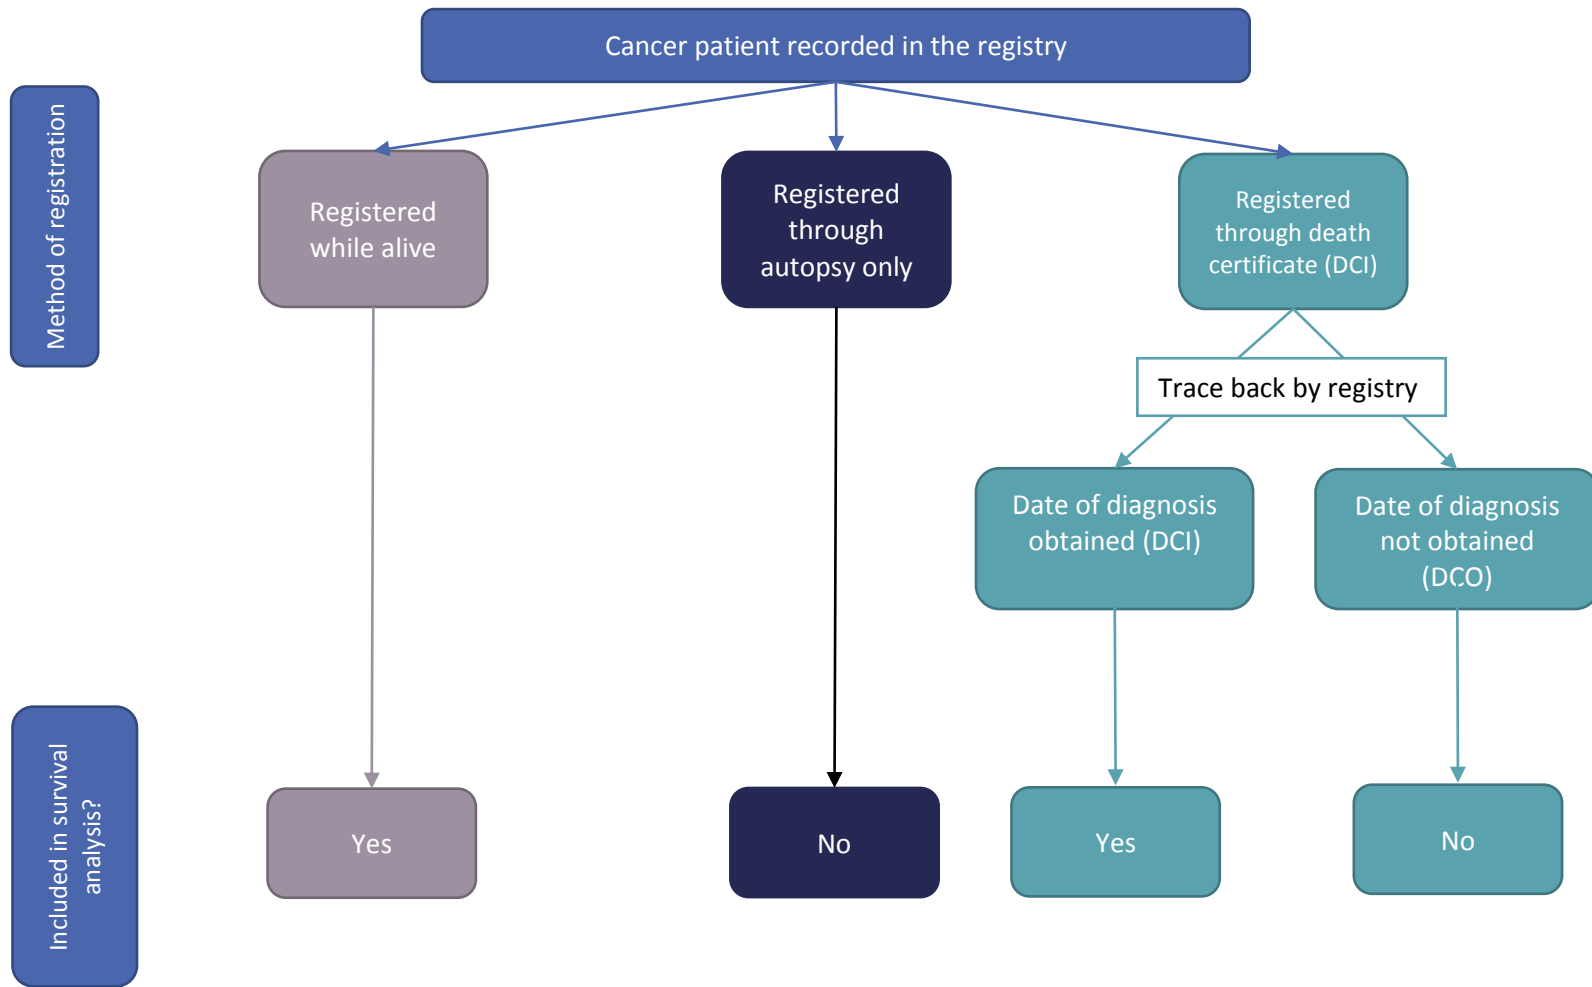 Cancer patient recorded in the registry
Method of registration
Registered
while alive
Registered
through
autopsy only
Registered
through death
certificate (DCI)
Trace back by registry
Date of diagnosis
obtained (DCI)
Date of diagnosis
not obtained
(DCO)
Included in survival
analysis?
Yes
No
Yes
No